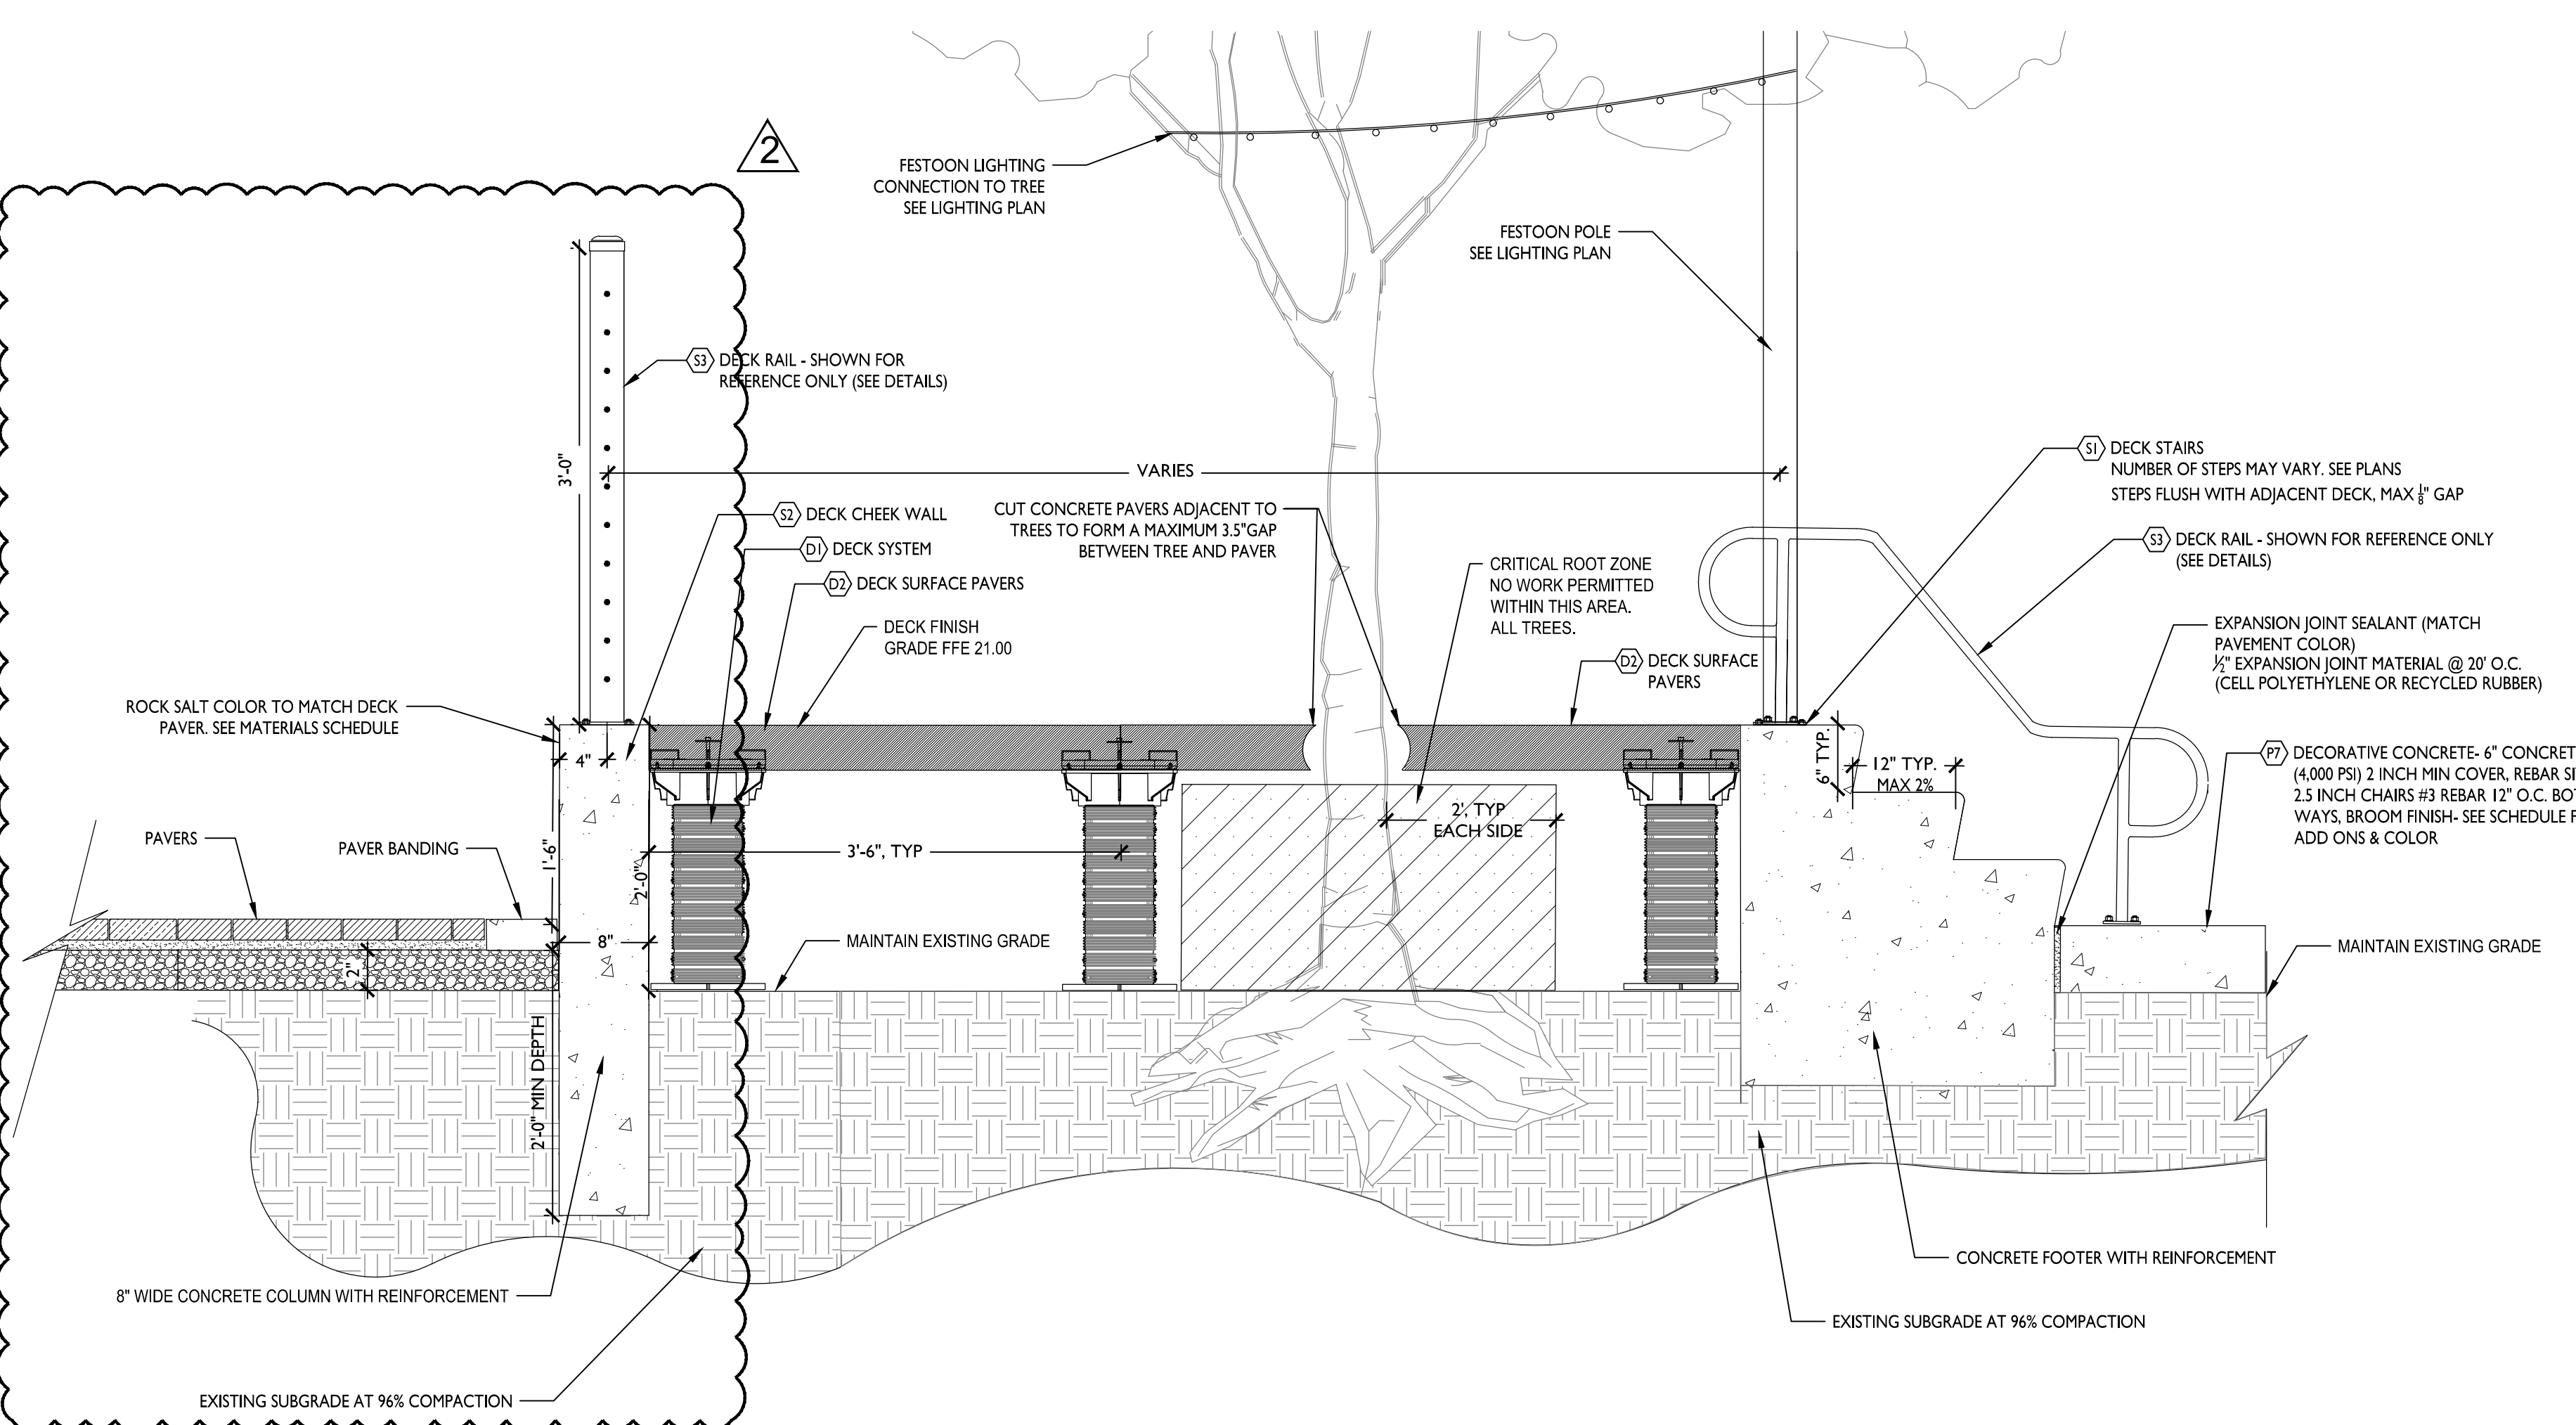 2
FESTOON LIGHTING
CONNECTION TO TREE
SEE LIGHTING PLAN
FESTOON POLE
SEE LIGHTING PLAN
S3 DECK RAIL - SHOWN FOR
REFERENCE ONLY (SEE DETAILS)
3'-0"
VARIES
S1 DECK STAIRS
NUMBER OF STEPS MAY VARY. SEE PLANS
STEPS FLUSH WITH ADJACENT DECK, MAX 1/8" GAP
S2 DECK CHEEK WALL
D1 DECK SYSTEM
D2 DECK SURFACE PAVERS
DECK FINISH
GRADE FFE 21.00
CUT CONCRETE PAVERS ADJACENT TO
TREES TO FORM A MAXIMUM 3.5"GAP
BETWEEN TREE AND PAVER
CRITICAL ROOT ZONE
NO WORK PERMITTED
WITHIN THIS AREA.
ALL TREES.
D2 DECK SURFACE
PAVERS
S3 DECK RAIL - SHOWN FOR REFERENCE ONLY
(SEE DETAILS)
EXPANSION JOINT SEALANT (MATCH
PAVEMENT COLOR)
1/2" EXPANSION JOINT MATERIAL @ 20' O.C.
(CELL POLYETHYLENE OR RECYCLED RUBBER)
ROCK SALT COLOR TO MATCH DECK
PAVER. SEE MATERIALS SCHEDULE
4"
6" TYP.
12" TYP.
MAX 2%
P7 DECORATIVE CONCRETE- 6" CONCRET
(4,000 PSI) 2 INCH MIN COVER, REBAR SI
2.5 INCH CHAIRS #3 REBAR 12" O.C. BOT
WAYS, BROOM FINISH- SEE SCHEDULE F
ADD ONS & COLOR
PAVERS
PAVER BANDING
1'-6"
2'-0"
3'-6", TYP
2', TYP
EACH SIDE
8"
2"
MAINTAIN EXISTING GRADE
MAINTAIN EXISTING GRADE
2'-0" MIN DEPTH
8" WIDE CONCRETE COLUMN WITH REINFORCEMENT
CONCRETE FOOTER WITH REINFORCEMENT
EXISTING SUBGRADE AT 96% COMPACTION
EXISTING SUBGRADE AT 96% COMPACTION